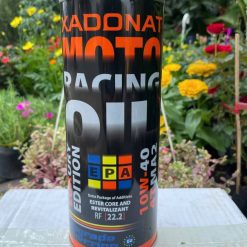 XADONAT
MOTO
RACING
OIL
EDITION
EPA
Extra Package of Additives
ESTER CORE AND
REVITALIZANT
RF [22.2]
10W-40
MA2